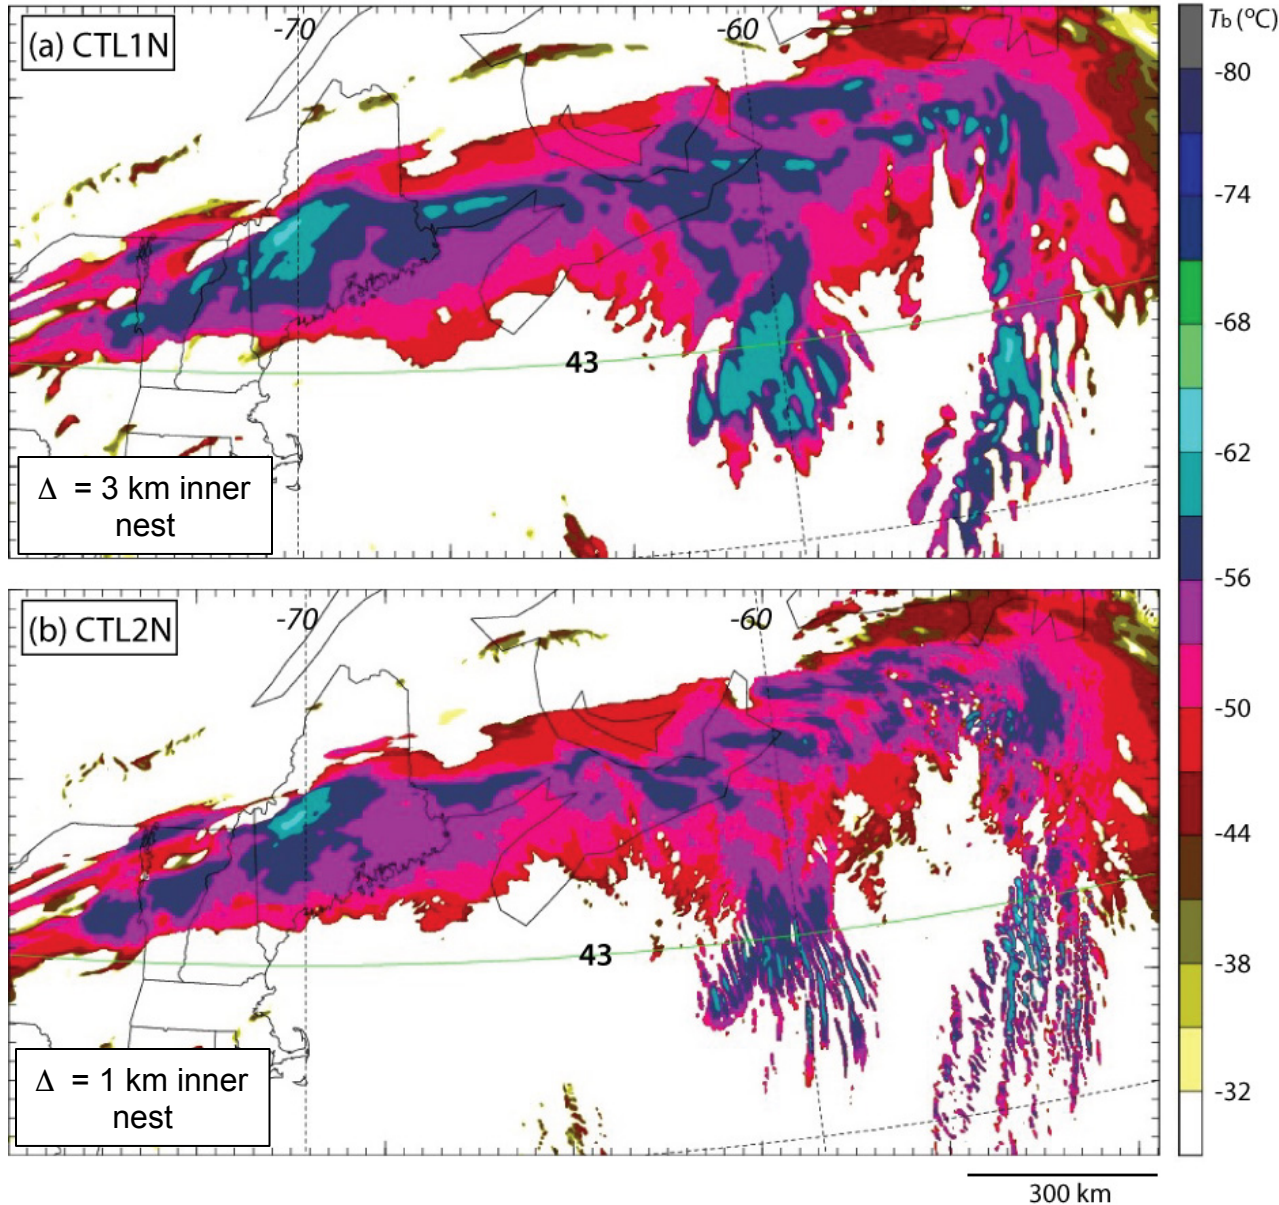 (a) CTL1N
-70
-60
T_b (°C)
-80
-74
-68
-62
-56
-50
-44
-38
-32
43
Δ = 3 km inner
nest
(b) CTL2N
-70
-60
43
Δ = 1 km inner
nest
300 km